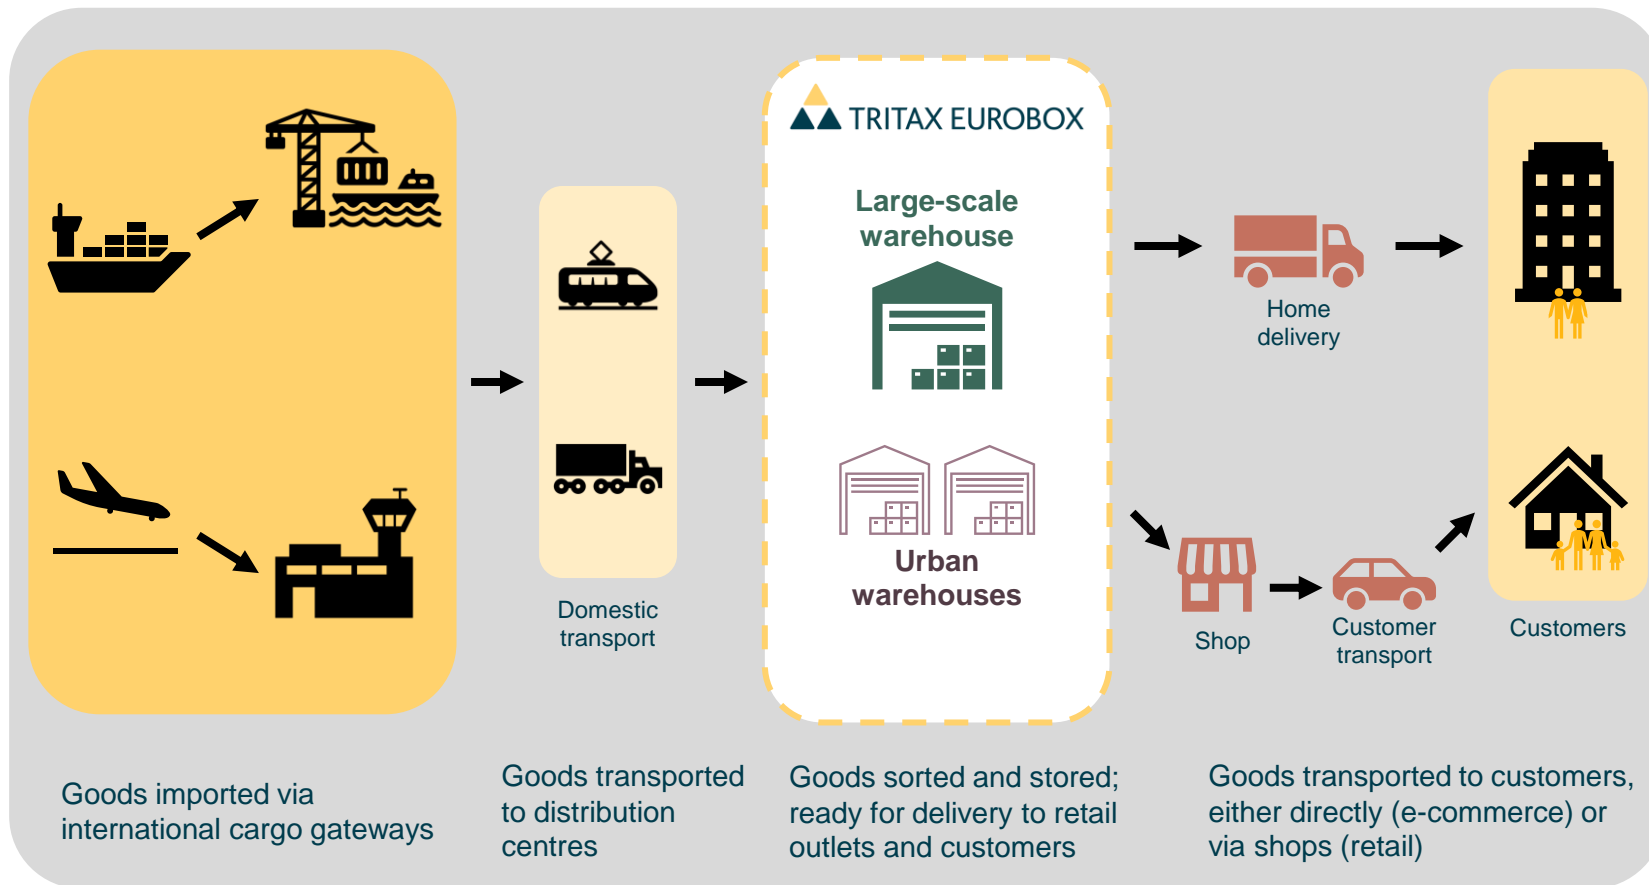 TRITAX EUROBOX
Large-scale
warehouse
Urban
warehouses
Domestic
transport
Home
delivery
Shop
Customer
transport
Customers
Goods imported via
international cargo gateways
Goods transported
to distribution
centres
Goods sorted and stored;
ready for delivery to retail
outlets and customers
Goods transported to customers,
either directly (e-commerce) or
via shops (retail)